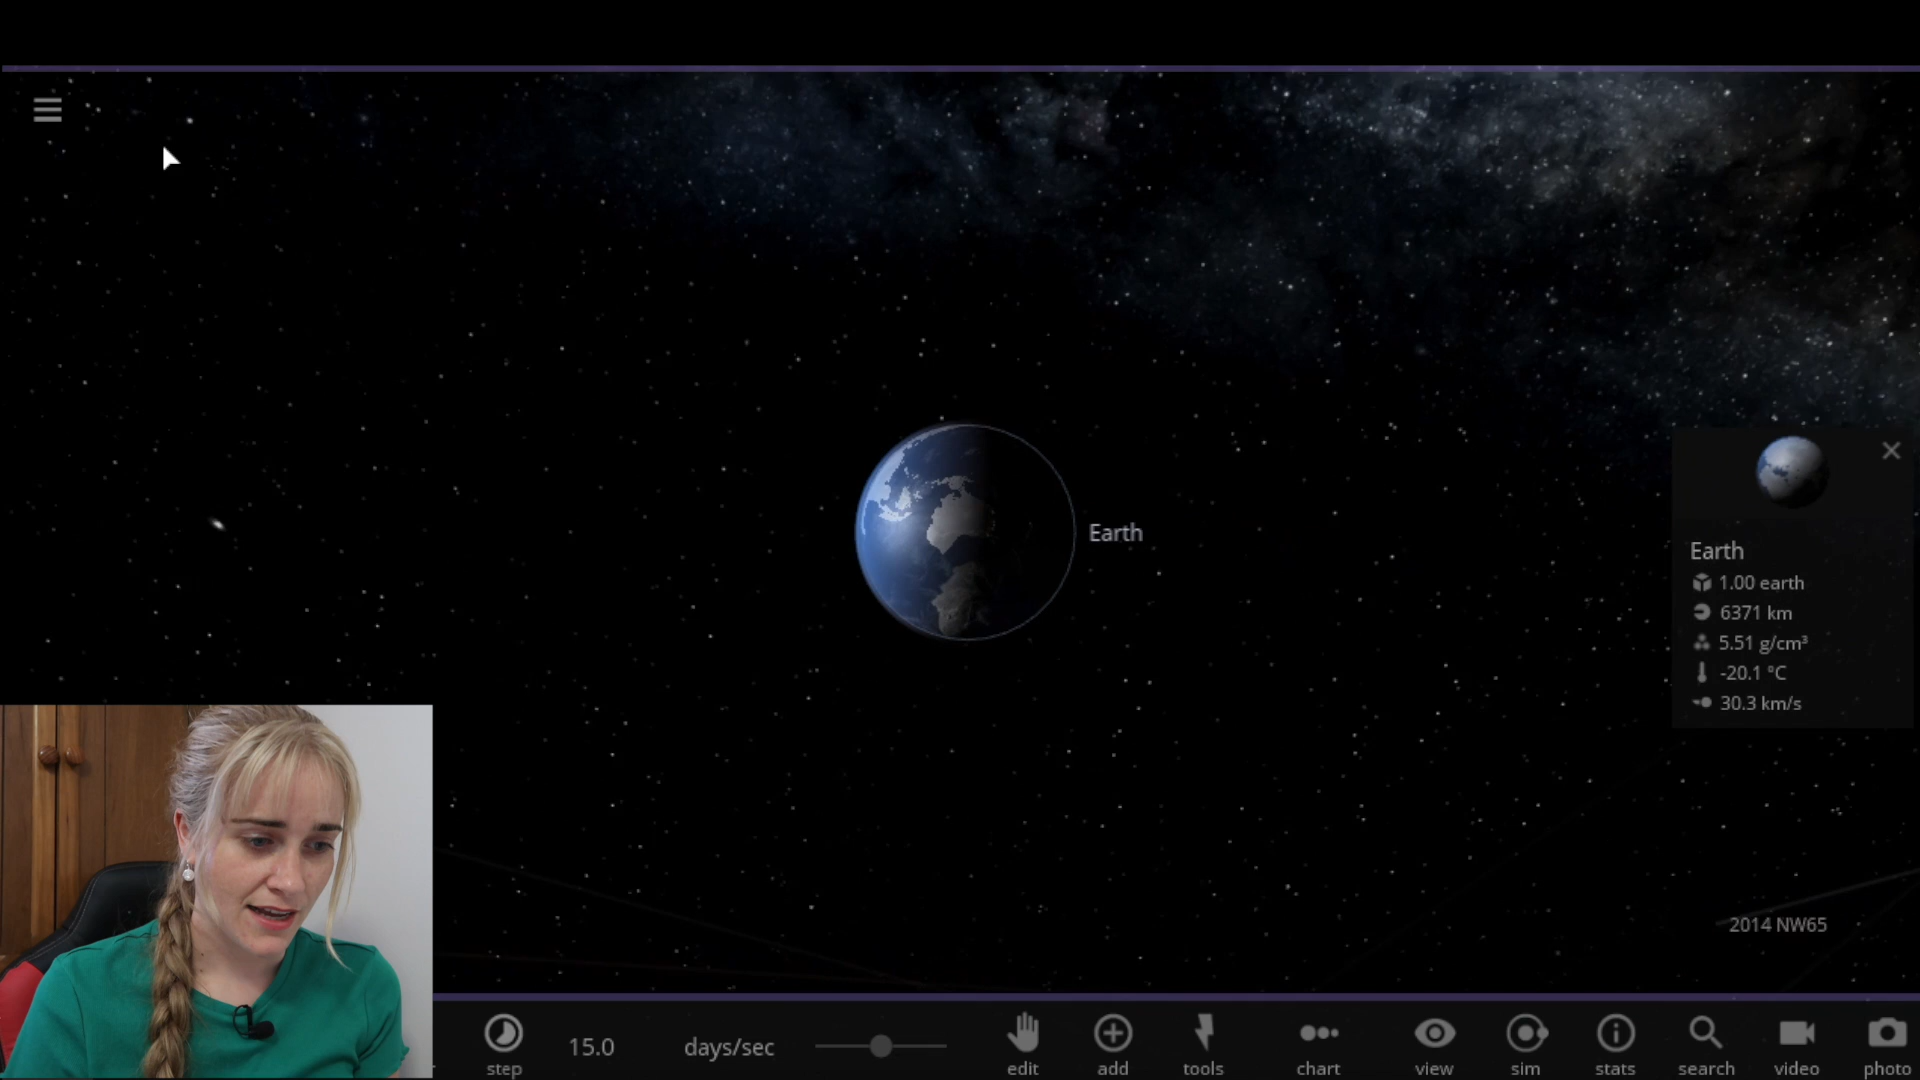 Earth
Earth
1.00 earth
6371 km
5.51 g/cm³
-20.1 °C
30.3 km/s
2014 NW65
step
15.0
days/sec
edit
add
tools
chart
view
sim
stats
search
video
photo